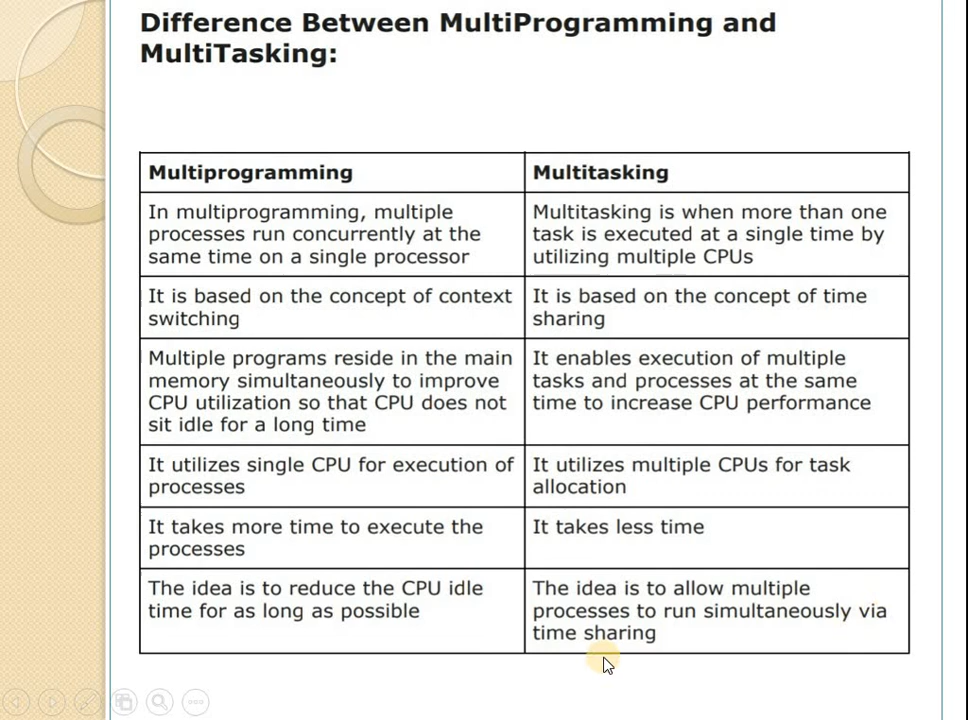 Difference Between MultiProgramming and
MultiTasking:
Multiprogramming
Multitasking
In multiprogramming, multiple
processes run concurrently at the
same time on a single processor
Multitasking is when more than one
task is executed at a single time by
utilizing multiple CPUs
It is based on the concept of context
switching
It is based on the concept of time
sharing
Multiple programs reside in the main
memory simultaneously to improve
CPU utilization so that CPU does not
sit idle for a long time
It enables execution of multiple
tasks and processes at the same
time to increase CPU performance
It utilizes single CPU for execution of
processes
It utilizes multiple CPUs for task
allocation
It takes more time to execute the
processes
It takes less time
The idea is to reduce the CPU idle
time for as long as possible
The idea is to allow multiple
processes to run simultaneously via
time sharing